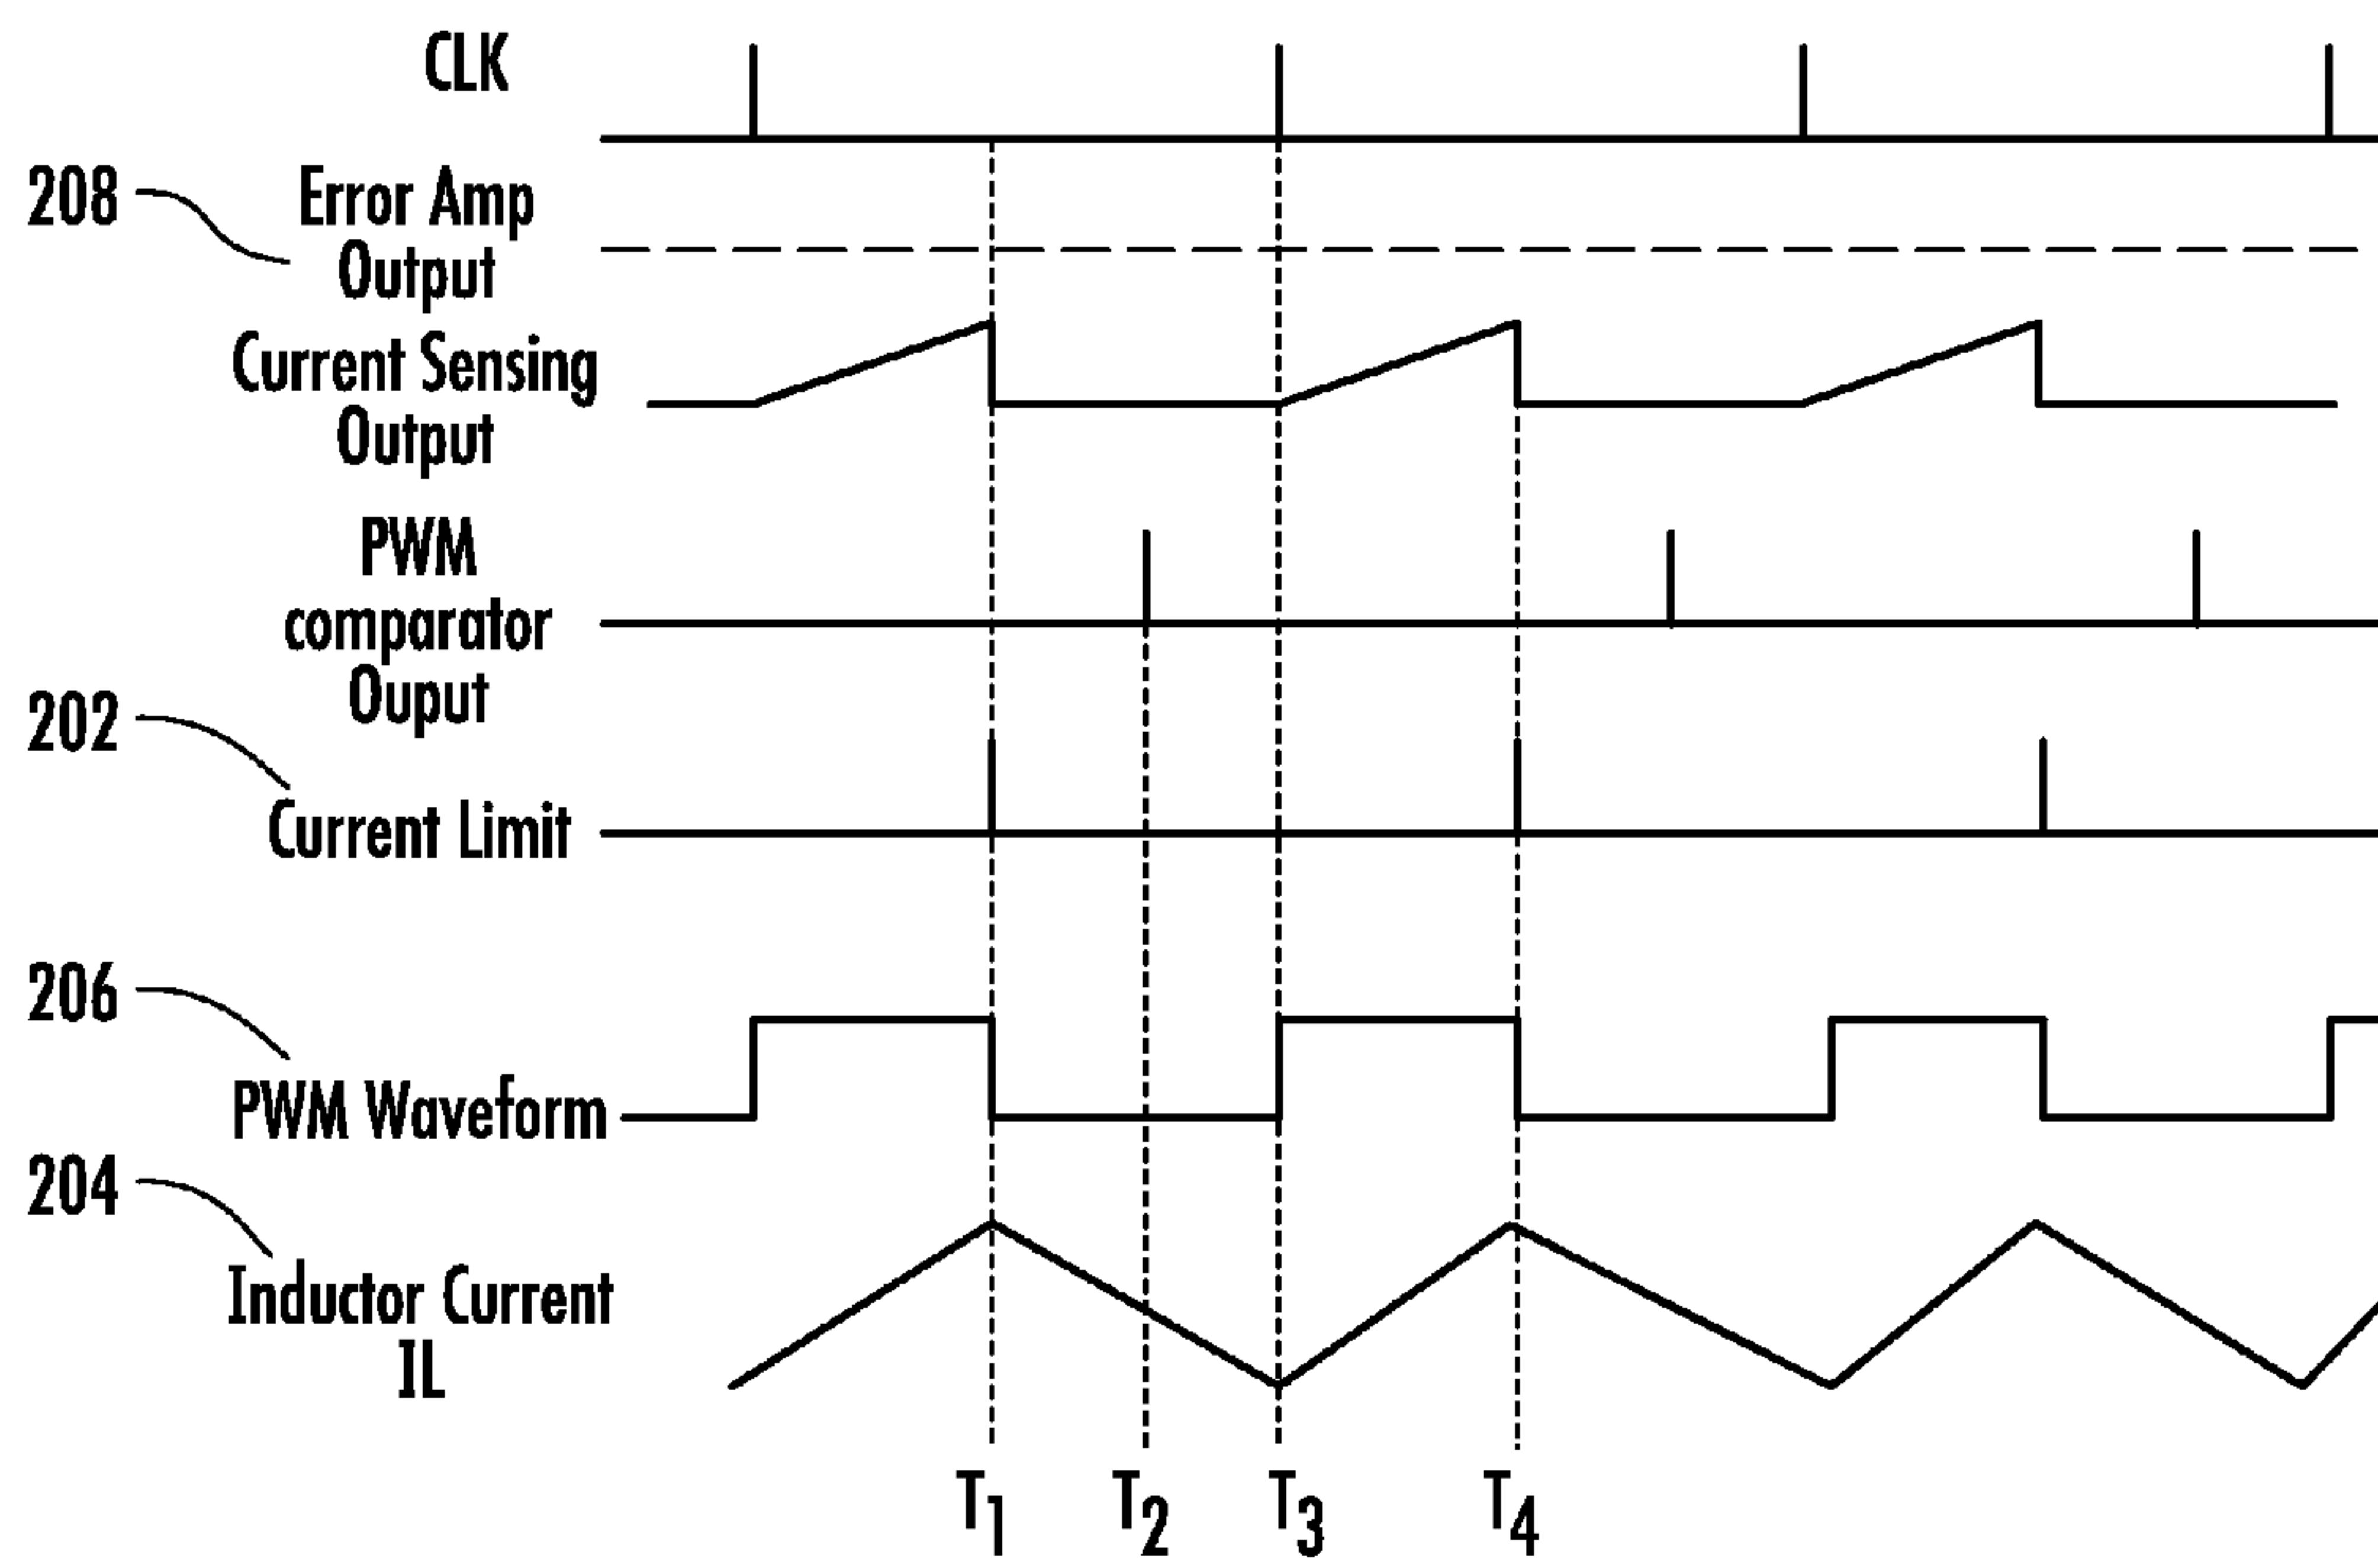 CLK
208
Error Amp
Output
Current Sensing
Output
PWM
comparator
Ouput
202
Current Limit
206
PWM Waveform
204
Inductor Current
IL
T1 T2 T3 T4